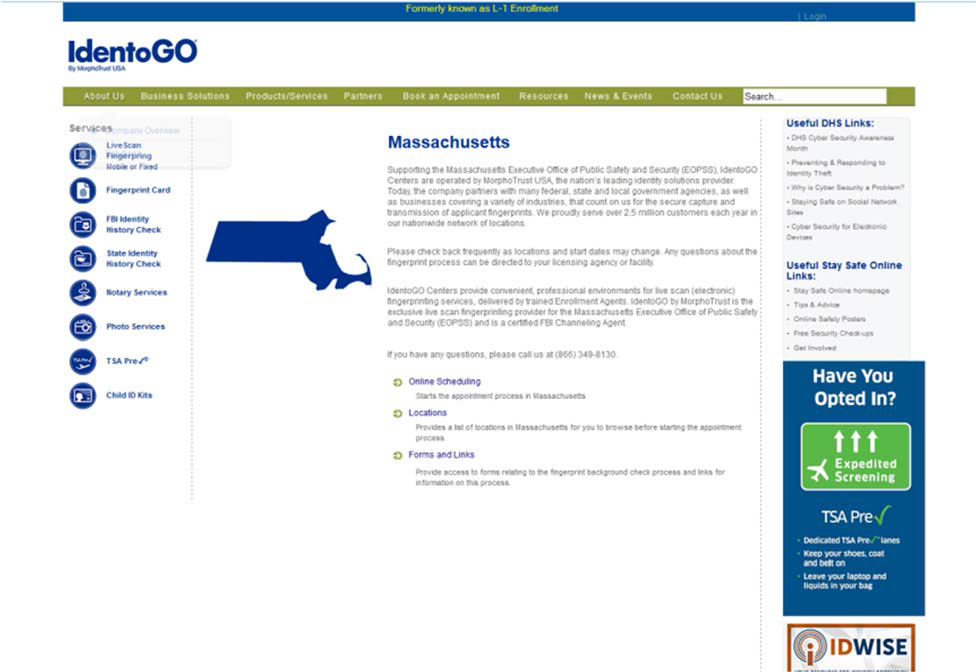 Formerly known as L-1 Enrollment
| Login
IdentoGO
By MorphoTrust USA
About Us
Business Solutions
Products/Services
Partners
Book an Appointment
Resources
News & Events
Contact Us
Search...
Services
Company Overview
LiveScan
Fingerpring
Mobile or Fixed
Fingerprint Card
FBI Identity
History Check
State Identity
History Check
Notary Services
Photo Services
TSA Pre✓®
Child ID Kits
Massachusetts
Supporting the Massachusetts Executive Office of Public Safety and Security (EOPSS), IdentoGO
Centers are operated by MorphoTrust USA, the nation's leading identity solutions provider.
Today, the company partners with many federal, state and local government agencies, as well
as businesses covering a variety of industries, that count on us for the secure capture and
transmission of applicant fingerprints. We proudly serve over 2.5 million customers each year in
our nationwide network of locations.
Please check back frequently as locations and start dates may change. Any questions about the
fingerprint process can be directed to your licensing agency or facility.
IdentoGO Centers provide convenient, professional environments for live scan (electronic)
fingerprinting services, delivered by trained Enrollment Agents. IdentoGO by MorphoTrust is the
exclusive live scan fingerprinting provider for the Massachusetts Executive Office of Public Safety
and Security (EOPSS) and is a certified FBI Channeling Agent.
If you have any questions, please call us at (866) 349-8130.
Online Scheduling
Starts the appointment process in Massachusetts
Locations
Provides a list of locations in Massachusetts for you to browse before starting the appointment
process.
Forms and Links
Provide access to forms relating to the fingerprint background check process and links for
information on this process.
Useful DHS Links:
• DHS Cyber Security Awareness
Month
• Preventing & Responding to
Identity Theft
• Why is Cyber Security a Problem?
• Staying Safe on Social Network
Sites
• Cyber Security for Electronic
Devices
Useful Stay Safe Online
Links:
• Stay Safe Online homepage
• Tips & Advice
• Online Safety Posters
• Free Security Check-ups
• Get Involved
Have You
Opted In?
Expedited
Screening
TSA Pre✓
• Dedicated TSA Pre✓™ lanes
• Keep your shoes, coat
and belt on
• Leave your laptop and
liquids in your bag
IDWISE